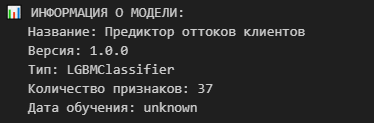 📊 ИНФОРМАЦИЯ О МОДЕЛИ:
Название: Предиктор оттоков клиентов
Версия: 1.0.0
Тип: LGBMClassifier
Количество признаков: 37
Дата обучения: unknown